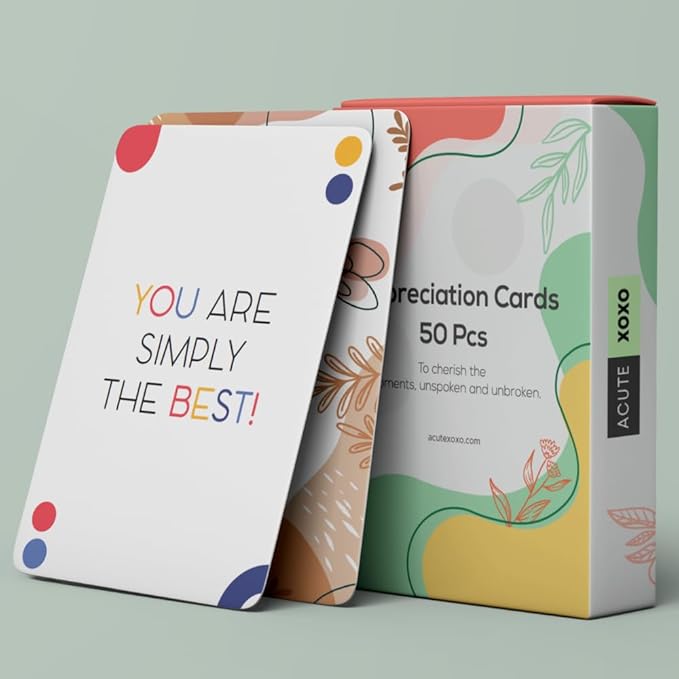 YOU ARE
SIMPLY
THE BEST!
reciation Cards
50 Pcs
To cherish the
ments, unspoken and unbroken.
acutexoxo.com
ACUTE XOXO